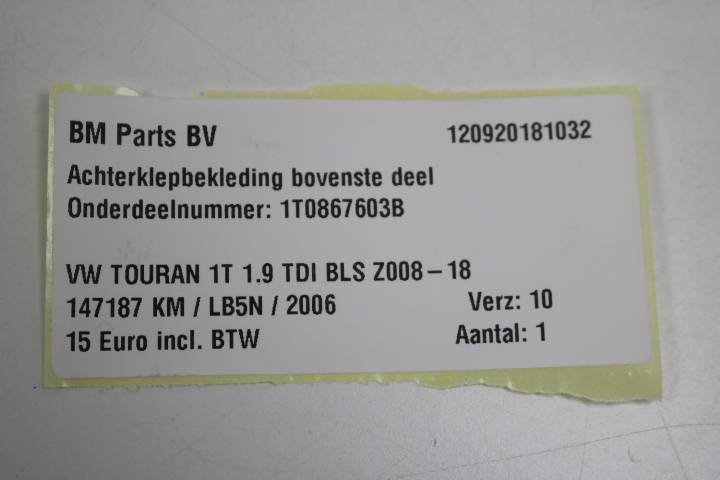 BM Parts BV 120920181032
Achterklepbekleding bovenste deel
Onderdeelnummer: 1T0867603B
VW TOURAN 1T 1.9 TDI BLS Z008-18
147187 KM / LB5N / 2006 Verz: 10
15 Euro incl. BTW Aantal: 1